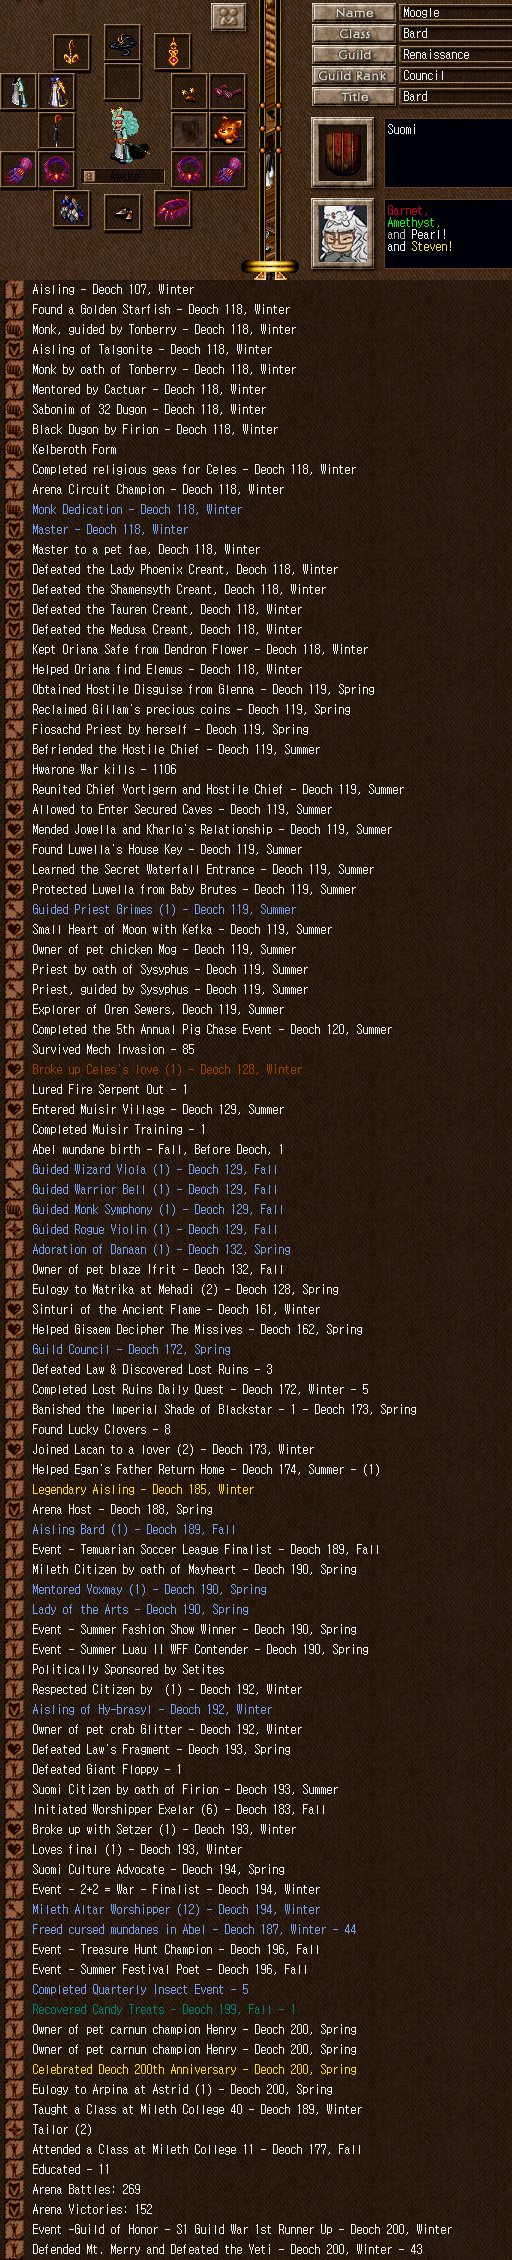 Name Moogle
Class Bard
Guild Renaissance
Guild Rank Council
Title Bard
Awake
Suomi
Garnet,
Amethyst,
and Pearl!
and Steven!
Aisling - Deoch 107, Winter
Found a Golden Starfish - Deoch 118, Winter
Monk, guided by Tonberry - Deoch 118, Winter
Aisling of Talgonite - Deoch 118, Winter
Monk by oath of Tonberry - Deoch 118, Winter
Mentored by Cactuar - Deoch 118, Winter
Sabonim of 32 Dugon - Deoch 118, Winter
Black Dugon by Firion - Deoch 118, Winter
Kelberoth Form
Completed religious geas for Celes - Deoch 118, Winter
Arena Circuit Champion - Deoch 118, Winter
Monk Dedication - Deoch 118, Winter
Master - Deoch 118, Winter
Master to a pet fae, Deoch 118, Winter
Defeated the Lady Phoenix Creant, Deoch 118, Winter
Defeated the Shamensyth Creant, Deoch 118, Winter
Defeated the Tauren Creant, Deoch 118, Winter
Defeated the Medusa Creant, Deoch 118, Winter
Kept Oriana Safe from Dendron Flower - Deoch 118, Winter
Helped Oriana find Elemus - Deoch 118, Winter
Obtained Hostile Disguise from Glenna - Deoch 119, Spring
Reclaimed Gillam's precious coins - Deoch 119, Spring
Fiosachd Priest by herself - Deoch 119, Spring
Befriended the Hostile Chief - Deoch 119, Summer
Hwarone War kills - 1106
Reunited Chief Vortigern and Hostile Chief - Deoch 119, Summer
Allowed to Enter Secured Caves - Deoch 119, Summer
Mended Jowella and Kharlo's Relationship - Deoch 119, Summer
Found Luwella's House Key - Deoch 119, Summer
Learned the Secret Waterfall Entrance - Deoch 119, Summer
Protected Luwella from Baby Brutes - Deoch 119, Summer
Guided Priest Grimes (1) - Deoch 119, Summer
Small Heart of Moon with Kefka - Deoch 119, Summer
Owner of pet chicken Mog - Deoch 119, Summer
Priest by oath of Sysyphus - Deoch 119, Summer
Priest, guided by Sysyphus - Deoch 119, Summer
Explorer of Oren Sewers, Deoch 119, Summer
Completed the 5th Annual Pig Chase Event - Deoch 120, Summer
Survived Mech Invasion - 85
Broke up Celes's love (1) - Deoch 128, Winter
Lured Fire Serpent Out - 1
Entered Muisir Village - Deoch 129, Summer
Completed Muisir Training - 1
Abel mundane birth - Fall, Before Deoch, 1
Guided Wizard Viola (1) - Deoch 129, Fall
Guided Warrior Bell (1) - Deoch 129, Fall
Guided Monk Symphony (1) - Deoch 129, Fall
Guided Rogue Violin (1) - Deoch 129, Fall
Adoration of Danaan (1) - Deoch 132, Spring
Owner of pet blaze Ifrit - Deoch 132, Fall
Eulogy to Matrika at Mehadi (2) - Deoch 128, Spring
Sinturi of the Ancient Flame - Deoch 161, Winter
Helped Gisaem Decipher The Missives - Deoch 162, Spring
Guild Council - Deoch 172, Spring
Defeated Law & Discovered Lost Ruins - 3
Completed Lost Ruins Daily Quest - Deoch 172, Winter - 5
Banished the Imperial Shade of Blackstar - 1 - Deoch 173, Spring
Found Lucky Clovers - 8
Joined Lacan to a lover (2) - Deoch 173, Winter
Helped Egan's Father Return Home - Deoch 174, Summer - (1)
Legendary Aisling - Deoch 185, Winter
Arena Host - Deoch 188, Spring
Aisling Bard (1) - Deoch 189, Fall
Event - Temuarian Soccer League Finalist - Deoch 189, Fall
Mileth Citizen by oath of Mayheart - Deoch 190, Spring
Mentored Voxmay (1) - Deoch 190, Spring
Lady of the Arts - Deoch 190, Spring
Event - Summer Fashion Show Winner - Deoch 190, Spring
Event - Summer Luau II WFF Contender - Deoch 190, Spring
Politically Sponsored by Setites
Respected Citizen by  (1) - Deoch 192, Winter
Aisling of Hy-brasyl - Deoch 192, Winter
Owner of pet crab Glitter - Deoch 192, Winter
Defeated Law's Fragment - Deoch 193, Spring
Defeated Giant Floppy - 1
Suomi Citizen by oath of Firion - Deoch 193, Summer
Initiated Worshipper Exelar (6) - Deoch 183, Fall
Broke up with Setzer (1) - Deoch 193, Winter
Loves final (1) - Deoch 193, Winter
Suomi Culture Advocate - Deoch 194, Spring
Event - 2+2 = War - Finalist - Deoch 194, Winter
Mileth Altar Worshipper (12) - Deoch 194, Winter
Freed cursed mundanes in Abel - Deoch 187, Winter - 44
Event - Treasure Hunt Champion - Deoch 196, Fall
Event - Summer Festival Poet - Deoch 196, Fall
Completed Quarterly Insect Event - 5
Recovered Candy Treats - Deoch 199, Fall - 1
Owner of pet carnun champion Henry - Deoch 200, Spring
Owner of pet carnun champion Henry - Deoch 200, Spring
Celebrated Deoch 200th Anniversary - Deoch 200, Spring
Eulogy to Arpina at Astrid (1) - Deoch 200, Spring
Taught a Class at Mileth College 40 - Deoch 189, Winter
Tailor (2)
Attended a Class at Mileth College 11 - Deoch 177, Fall
Educated - 11
Arena Battles: 269
Arena Victories: 152
Event -Guild of Honor - S1 Guild War 1st Runner Up - Deoch 200, Winter
Defended Mt. Merry and Defeated the Yeti - Deoch 200, Winter - 43